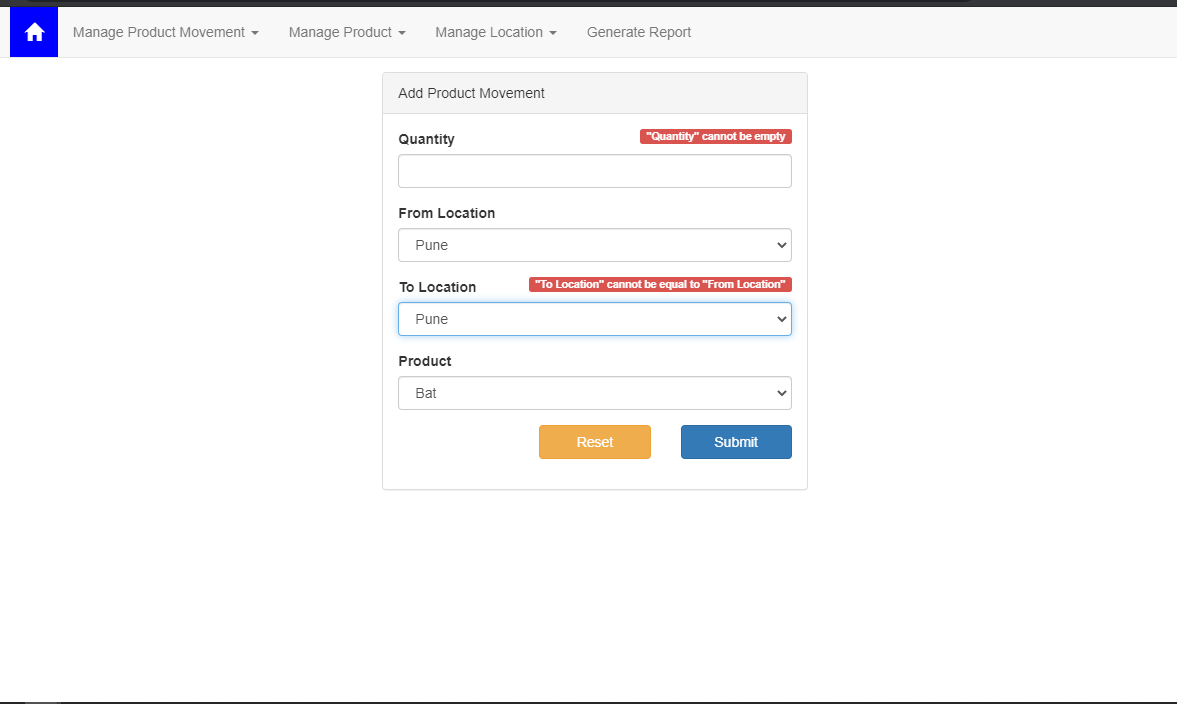 Manage Product Movement Manage Product Manage Location Generate Report
Add Product Movement
Quantity "Quantity" cannot be empty
From Location
Pune
To Location "To Location" cannot be equal to "From Location"
Pune
Product
Bat
Reset Submit